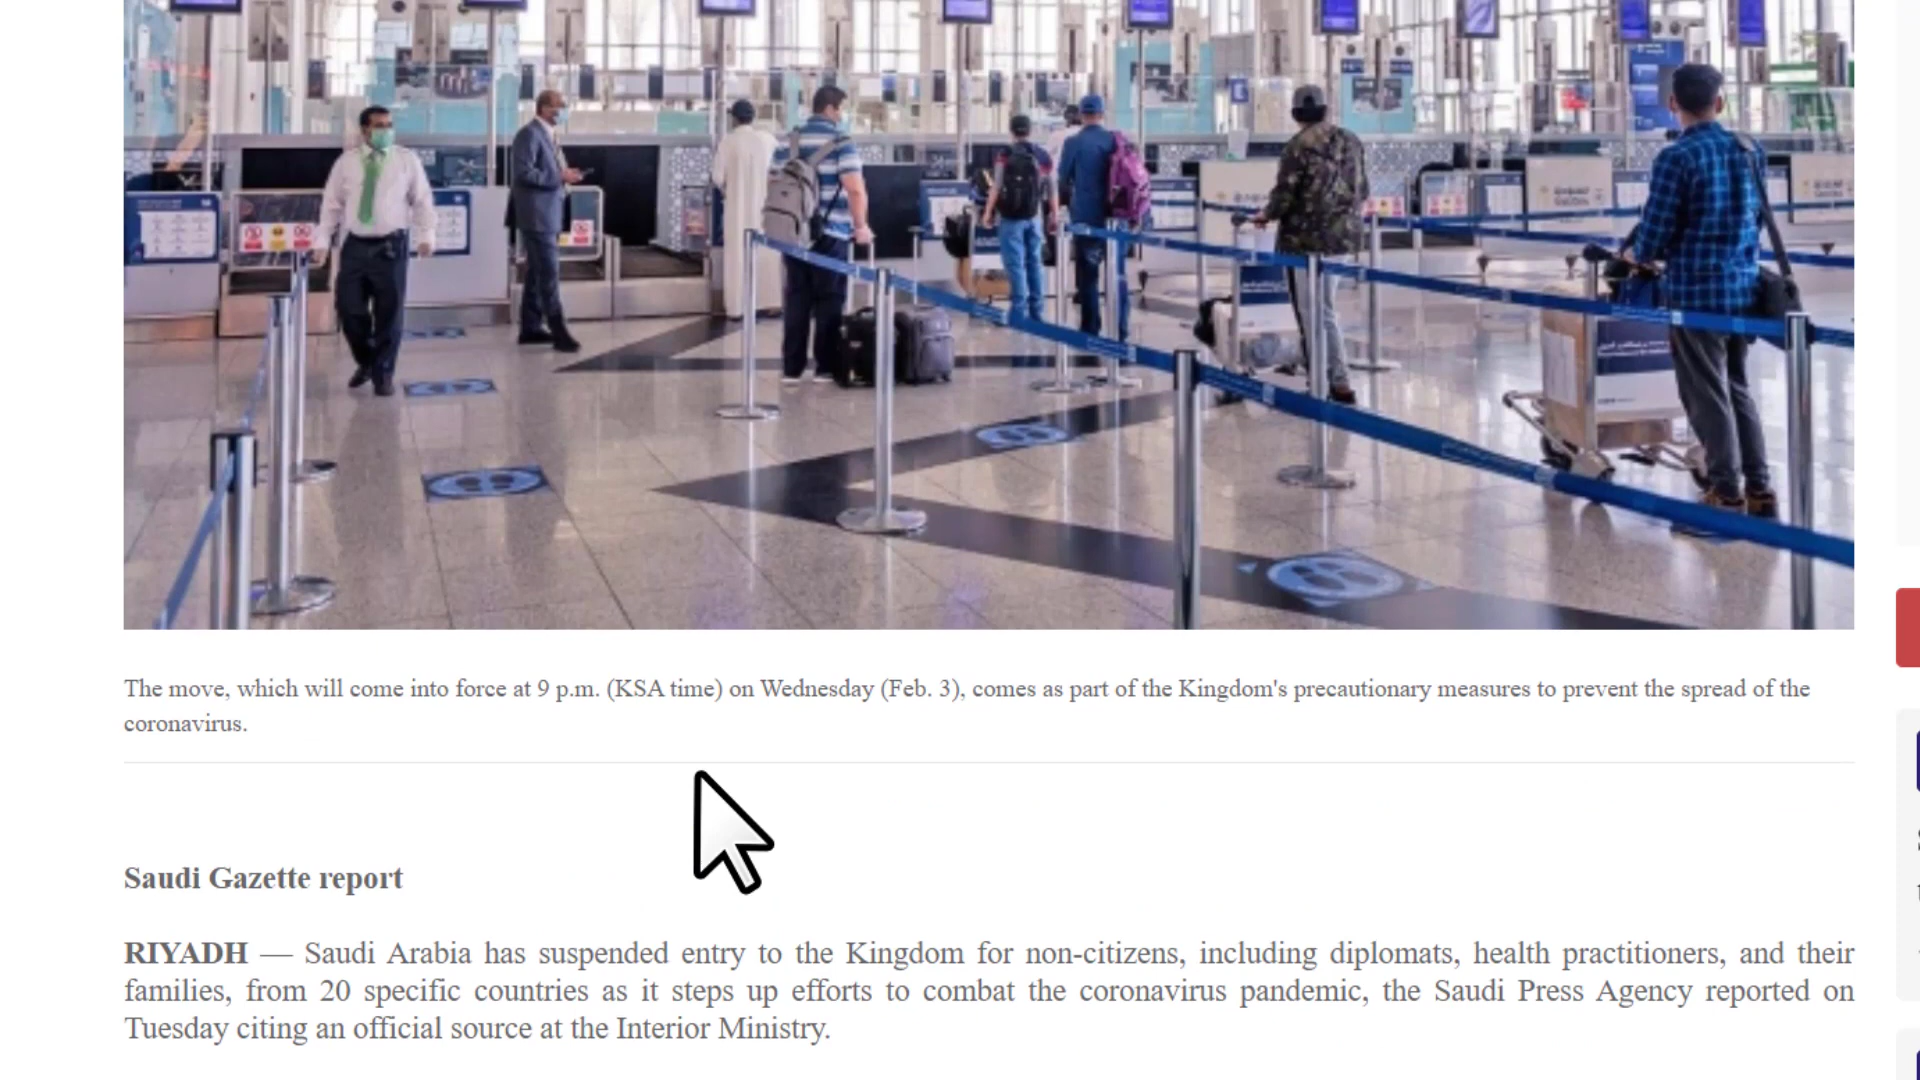 The move, which will come into force at 9 p.m. (KSA time) on Wednesday (Feb. 3), comes as part of the Kingdom's precautionary measures to prevent the spread of the
coronavirus.
Saudi Gazette report
RIYADH — Saudi Arabia has suspended entry to the Kingdom for non-citizens, including diplomats, health practitioners, and their
families, from 20 specific countries as it steps up efforts to combat the coronavirus pandemic, the Saudi Press Agency reported on
Tuesday citing an official source at the Interior Ministry.